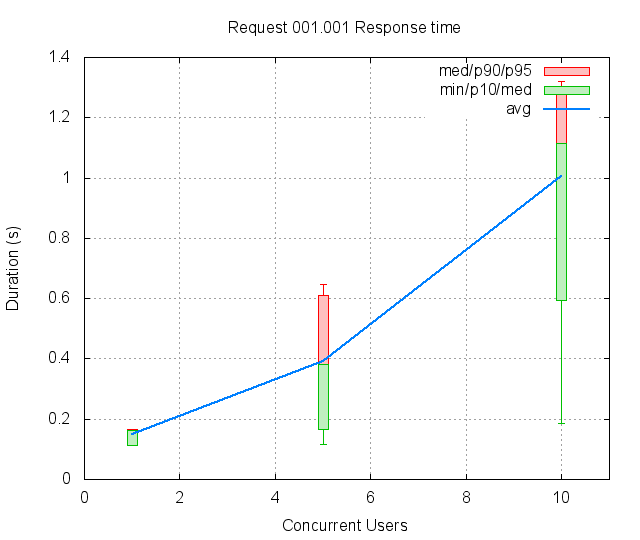 Request 001.001 Response time
1.4
1.2
1
0.8
0.6
0.4
0.2
0
Duration (s)
med/p90/p95
min/p10/med
avg
0 2 4 6 8 10
Concurrent Users